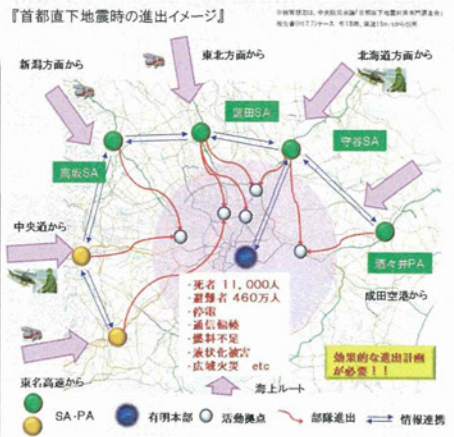 『首都直下地震時の進出イメージ』
新潟方面から
東北方面から
北海道方面から
蓮田SA
守谷SA
高坂SA
中央道から
酒々井PA
成田空港から
・死者 11,000人
・避難者 460万人
・停電
・通信輻輳
・燃料不足
・液状化被害
・広域火災 etc
効果的な進出計画
が必要！！
東名高速から
海上ルート
SA・PA
有明本部
活動拠点
部隊進出
情報連携